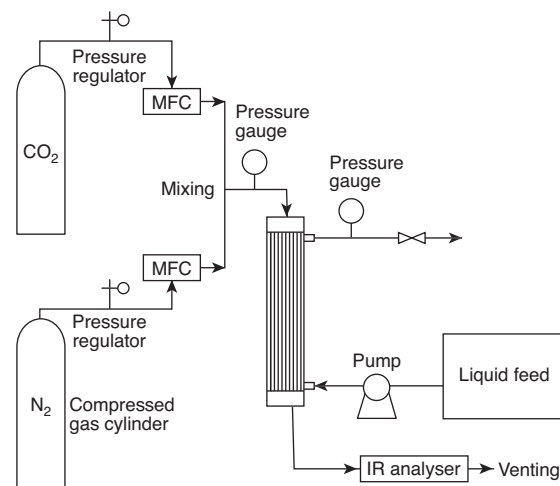 Pressure
regulator
MFC
CO₂
Pressure
gauge
Pressure
gauge
Mixing
MFC
Pressure
regulator
Pump
Liquid feed
N₂
Compressed
gas cylinder
IR analyser
Venting